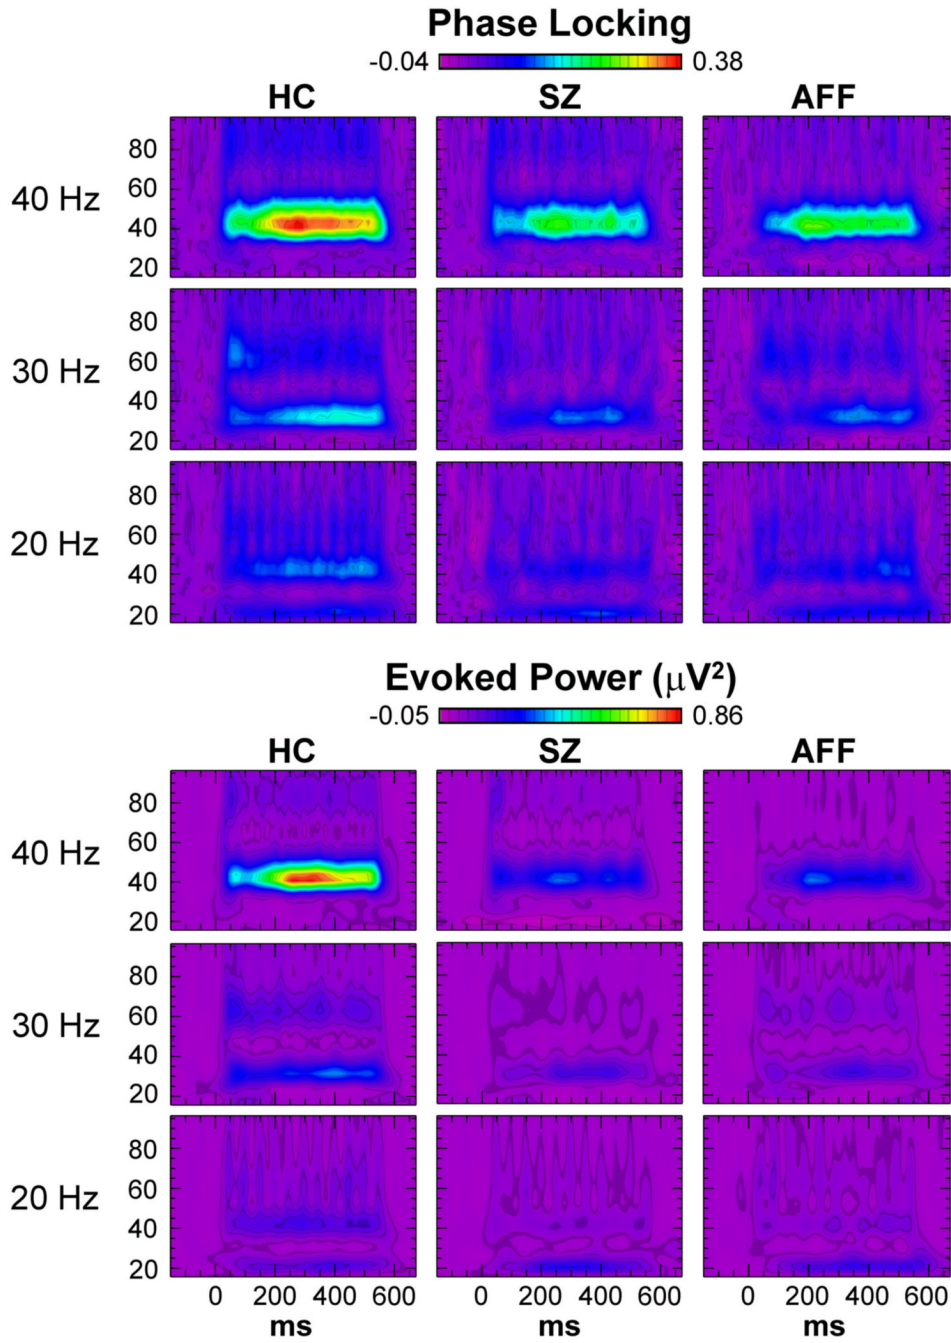 Phase Locking
-0.04 0.38
HC SZ AFF
40 Hz
80
60
40
20
30 Hz
80
60
40
20
20 Hz
80
60
40
20
Evoked Power (μV²)
-0.05 0.86
HC SZ AFF
40 Hz
80
60
40
20
30 Hz
80
60
40
20
20 Hz
80
60
40
20
0 200 400 600 0 200 400 600 0 200 400 600
ms ms ms